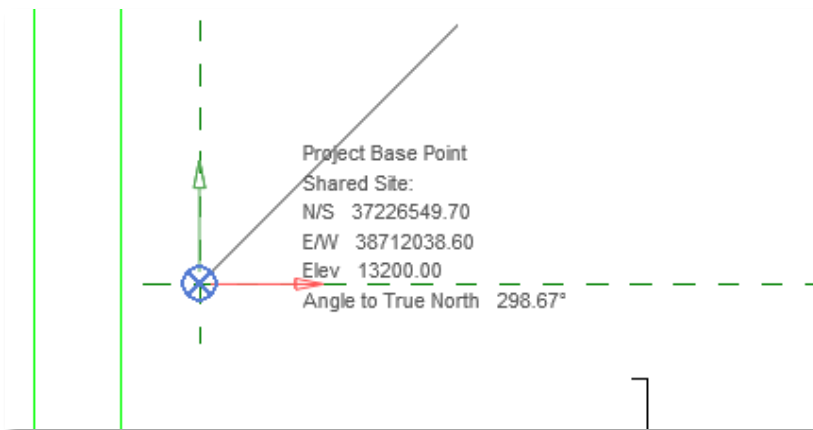 Project Base Point
Shared Site:
N/S 37226549.70
E/W 38712038.60
Elev 13200.00
Angle to True North 298.67°